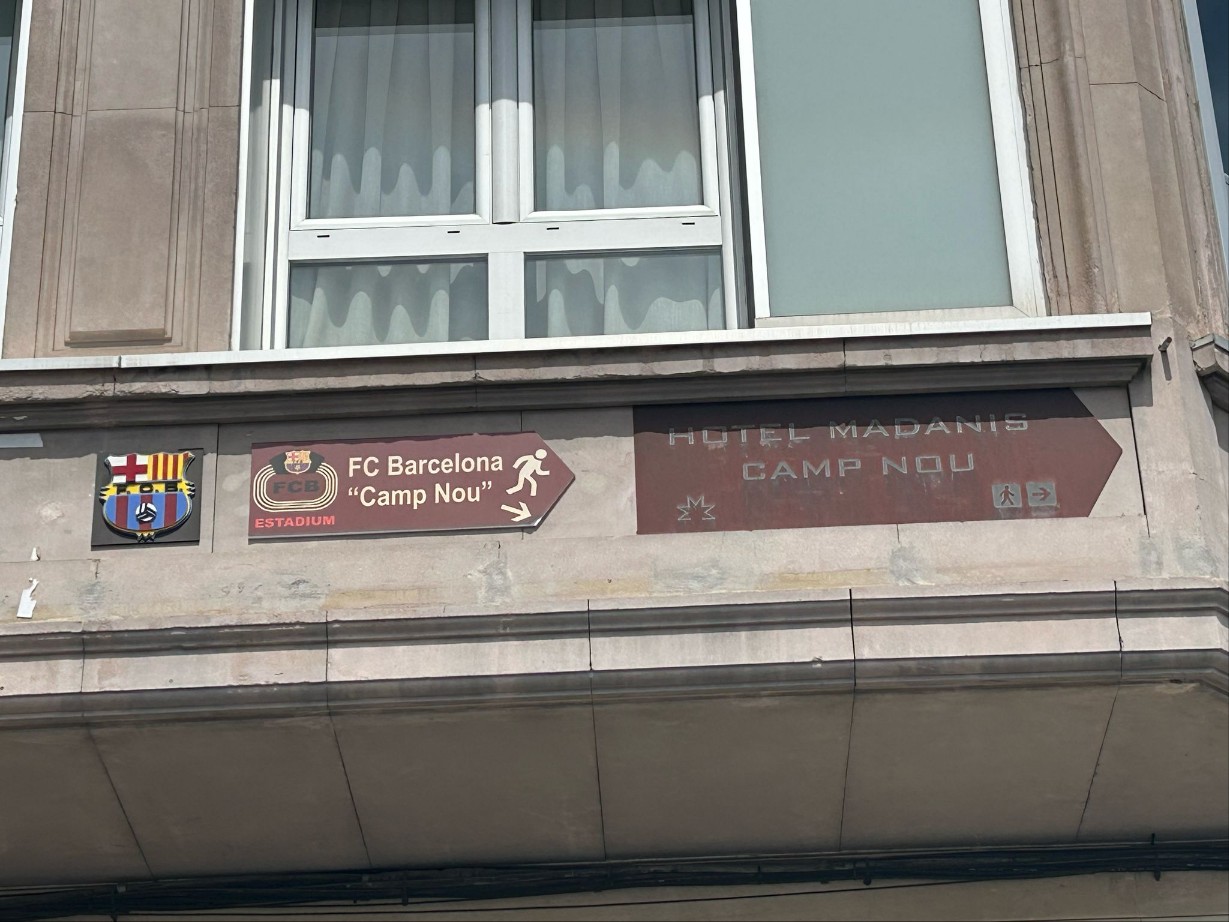 F.C.B.
FCB
ESTADIUM
FC Barcelona
“Camp Nou”
HOTEL MADANIS
CAMP NOU